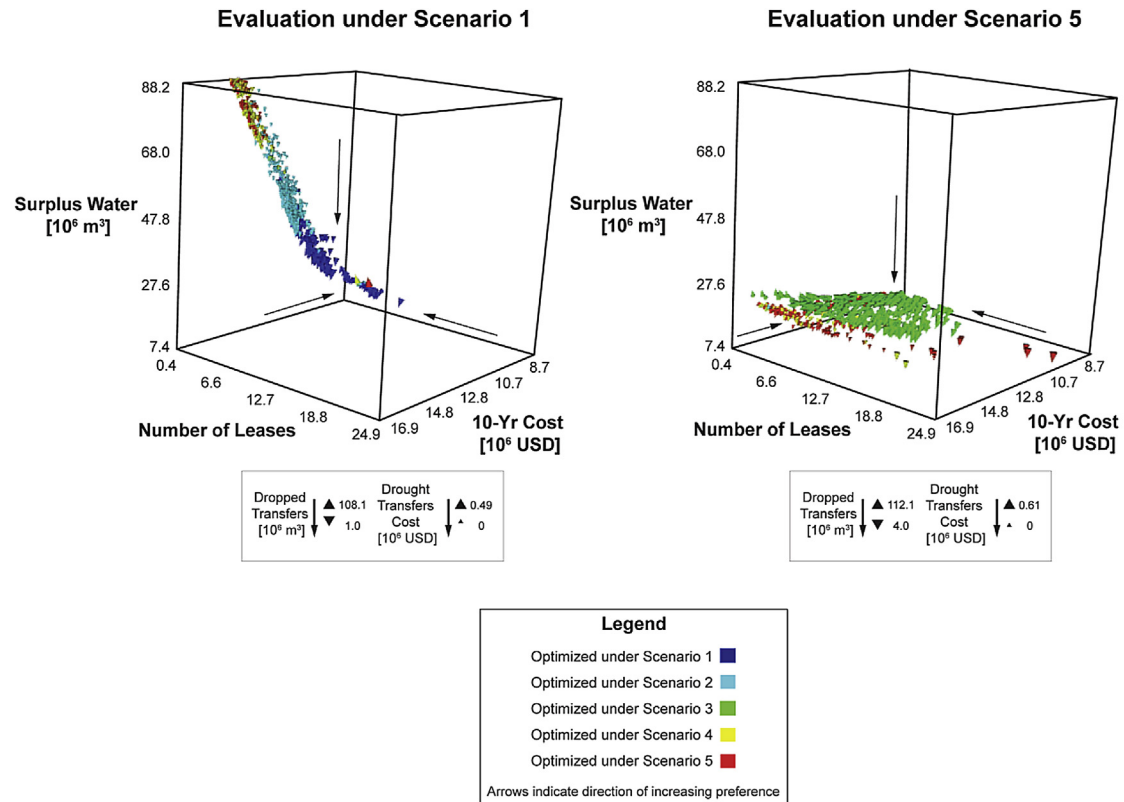 Evaluation under Scenario 1
88.2
68.0
Surplus Water
[10⁶ m³]
47.8
27.6
7.4
0.4
6.6
12.7
18.8
24.9
Number of Leases
16.9
14.8
12.8
10.7
8.7
10-Yr Cost
[10⁶ USD]
Dropped
Transfers
[10⁶ m³]
108.1
1.0
Drought
Transfers
Cost
[10⁶ USD]
0.49
0
Evaluation under Scenario 5
88.2
68.0
Surplus Water
[10⁶ m³]
47.8
27.6
7.4
0.4
6.6
12.7
18.8
24.9
Number of Leases
16.9
14.8
12.8
10.7
8.7
10-Yr Cost
[10⁶ USD]
Dropped
Transfers
[10⁶ m³]
112.1
4.0
Drought
Transfers
Cost
[10⁶ USD]
0.61
0
Legend
Optimized under Scenario 1
Optimized under Scenario 2
Optimized under Scenario 3
Optimized under Scenario 4
Optimized under Scenario 5
Arrows indicate direction of increasing preference